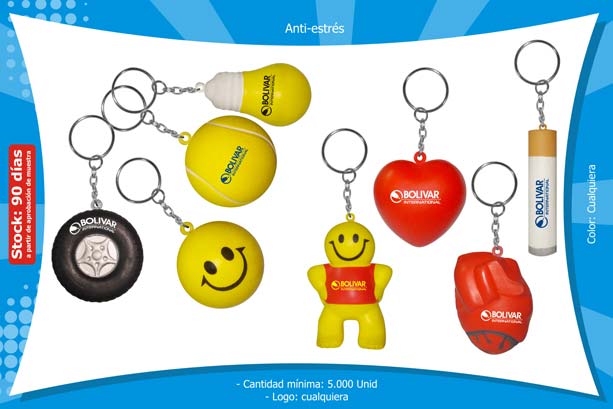 Anti-estrés
Stock: 90 días
a partir de aprobación de muestra
BOLIVAR
INTERNATIONAL
BOLIVAR
INTERNATIONAL
BOLIVAR
INTERNATIONAL
BOLIVAR
INTERNATIONAL
BOLIVAR
INTERNATIONAL
BOLIVAR
INTERNATIONAL
BOLIVAR
INTERNATIONAL
Color: Cualquiera
- Cantidad mínima: 5.000 Unid
- Logo: cualquiera